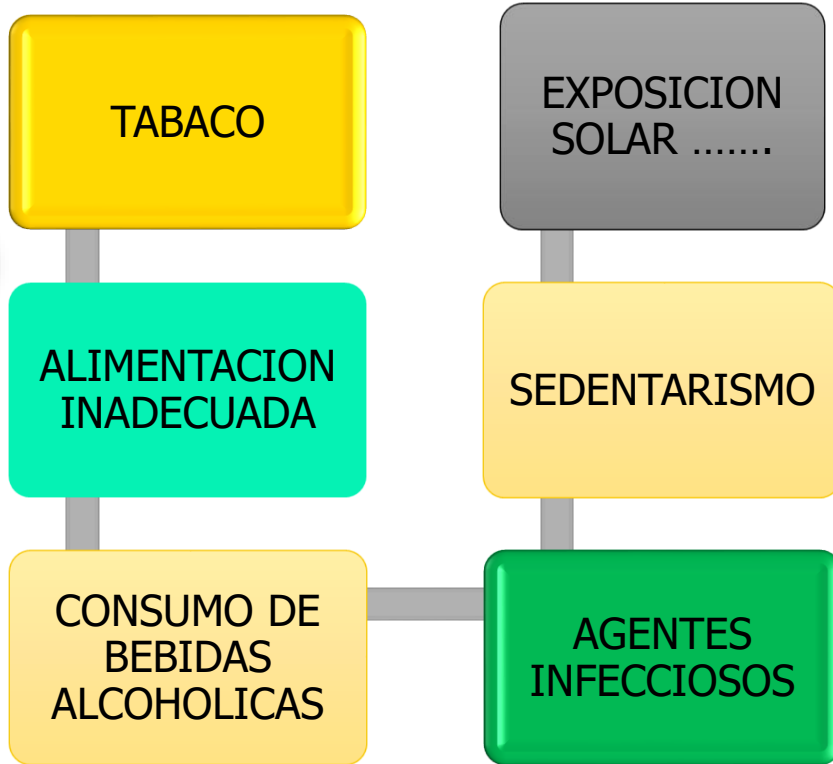 TABACO
ALIMENTACION
INADECUADA
CONSUMO DE
BEBIDAS
ALCOHOLICAS
AGENTES
INFECCIOSOS
SEDENTARISMO
EXPOSICION
SOLAR …….